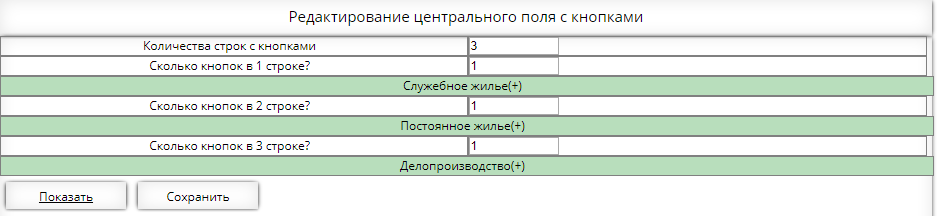 Редактирование центрального поля с кнопками
Количества строк с кнопками 3
Сколько кнопок в 1 строке? 1
Служебное жилье(+)
Сколько кнопок в 2 строке? 1
Постоянное жилье(+)
Сколько кнопок в 3 строке? 1
Делопроизводство(+)
Показать Сохранить